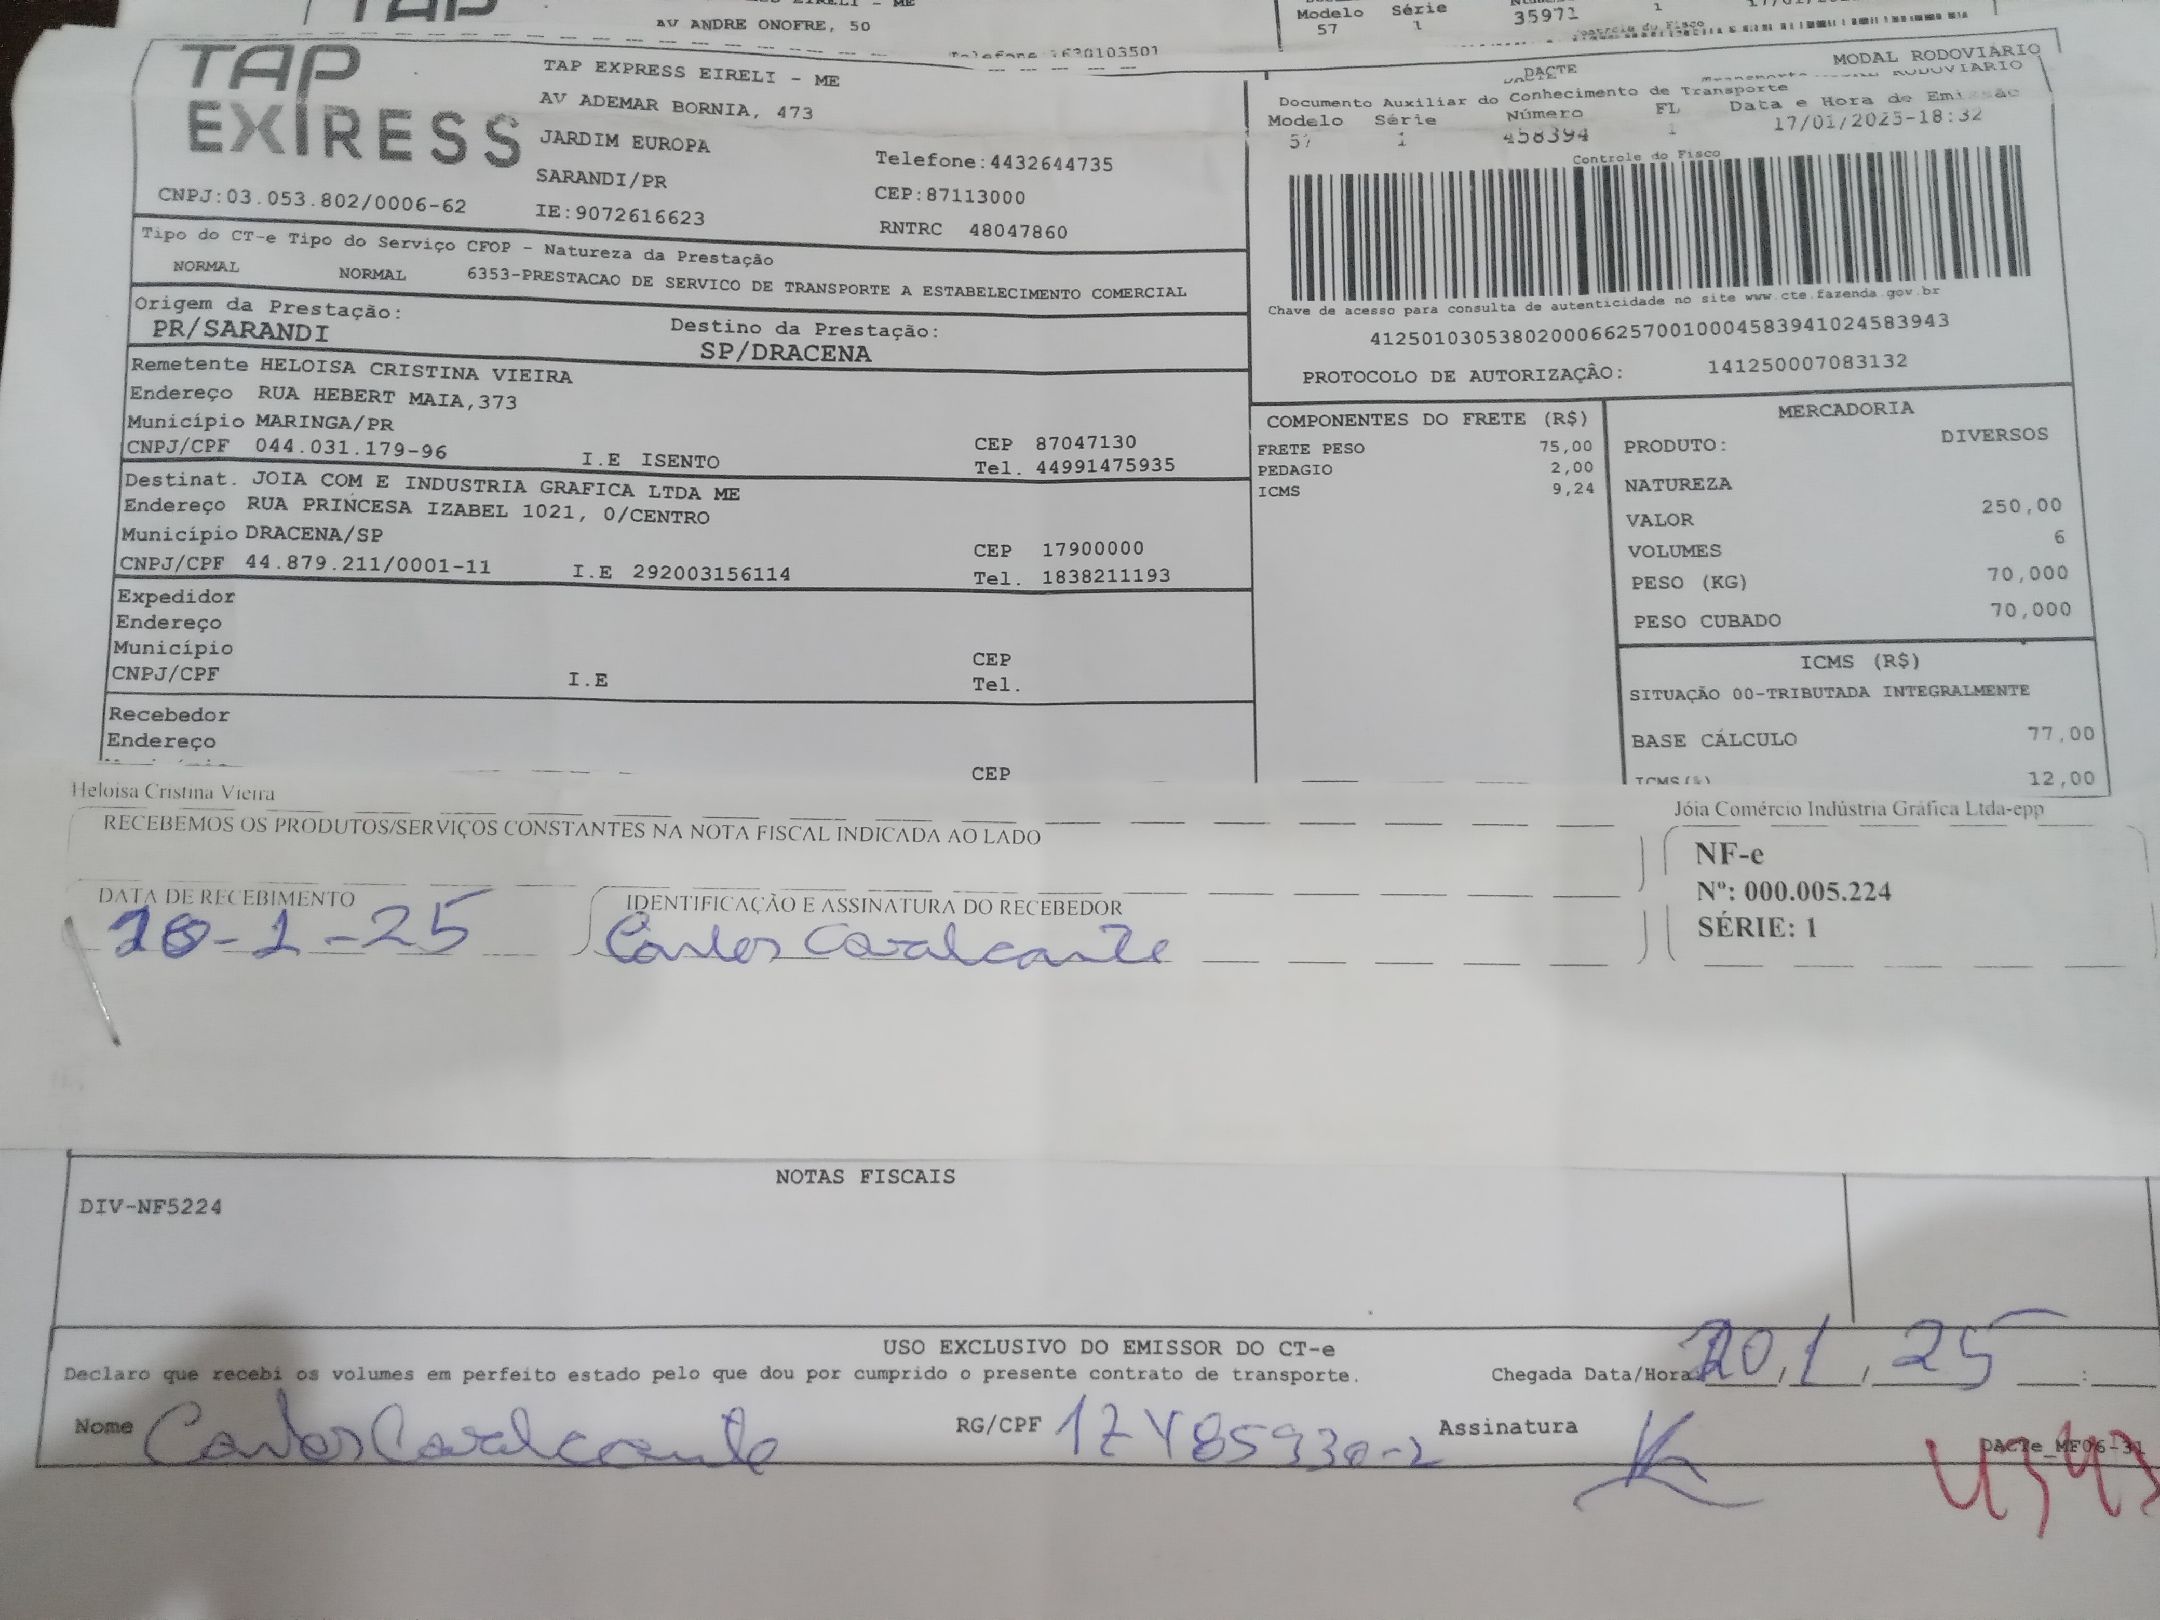 AV ANDRE ONOFRE, 50
Modelo Série
57 1 35971 1
TAP EXPRESS
TAP EXPRESS EIRELI - ME
AV ADEMAR BORNIA, 473
JARDIM EUROPA
SARANDI/PR
IE:9072616623
CNPJ:03.053.802/0006-62
Telefone:4432644735
CEP:87113000
RNTRC 48047860
DACTE
MODAL RODOVIÁRIO
Documento Auxiliar do Conhecimento de Transporte
Modelo Série Número FL Data e Hora de Emissão
57 1 458394 1 17/01/2025-18:32
Controle do Fisco
Chave de acesso para consulta de autenticidade no site www.cte.fazenda.gov.br
41250103053802000662570010004583941024583943
PROTOCOLO DE AUTORIZAÇÃO: 141250007083132
Tipo do CT-e Tipo do Serviço CFOP - Natureza da Prestação
NORMAL NORMAL 6353-PRESTACAO DE SERVICO DE TRANSPORTE A ESTABELECIMENTO COMERCIAL
Origem da Prestação: Destino da Prestação:
PR/SARANDI SP/DRACENA
Remetente HELOISA CRISTINA VIEIRA
Endereço RUA HEBERT MAIA,373
Município MARINGA/PR CEP 87047130
CNPJ/CPF 044.031.179-96 I.E ISENTO Tel. 44991475935
Destinat. JOIA COM E INDUSTRIA GRAFICA LTDA ME
Endereço RUA PRINCESA IZABEL 1021, 0/CENTRO
Município DRACENA/SP CEP 17900000
CNPJ/CPF 44.879.211/0001-11 I.E 292003156114 Tel. 1838211193
Expedidor
Endereço
Município CEP
CNPJ/CPF I.E Tel.
Recebedor
Endereço
CEP
COMPONENTES DO FRETE (R$)
FRETE PESO 75,00
PEDAGIO 2,00
ICMS 9,24
MERCADORIA
PRODUTO: DIVERSOS
NATUREZA
VALOR 250,00
VOLUMES 6
PESO (KG) 70,000
PESO CUBADO 70,000
ICMS (R$)
SITUAÇÃO 00-TRIBUTADA INTEGRALMENTE
BASE CÁLCULO 77,00
ICMS(%) 12,00
Heloisa Cristina Vieira Jóia Comércio Indústria Gráfica Ltda-epp
RECEBEMOS OS PRODUTOS/SERVIÇOS CONSTANTES NA NOTA FISCAL INDICADA AO LADO
NF-e
Nº: 000.005.224
SÉRIE: 1
DATA DE RECEBIMENTO IDENTIFICAÇÃO E ASSINATURA DO RECEBEDOR
20-1-25 Carlos Cavalcante
NOTAS FISCAIS
DIV-NF5224
USO EXCLUSIVO DO EMISSOR DO CT-e
Declaro que recebi os volumes em perfeito estado pelo que dou por cumprido o presente contrato de transporte. Chegada Data/Hora 20/1/25 :
Nome Carlos Cavalcante RG/CPF Assinatura